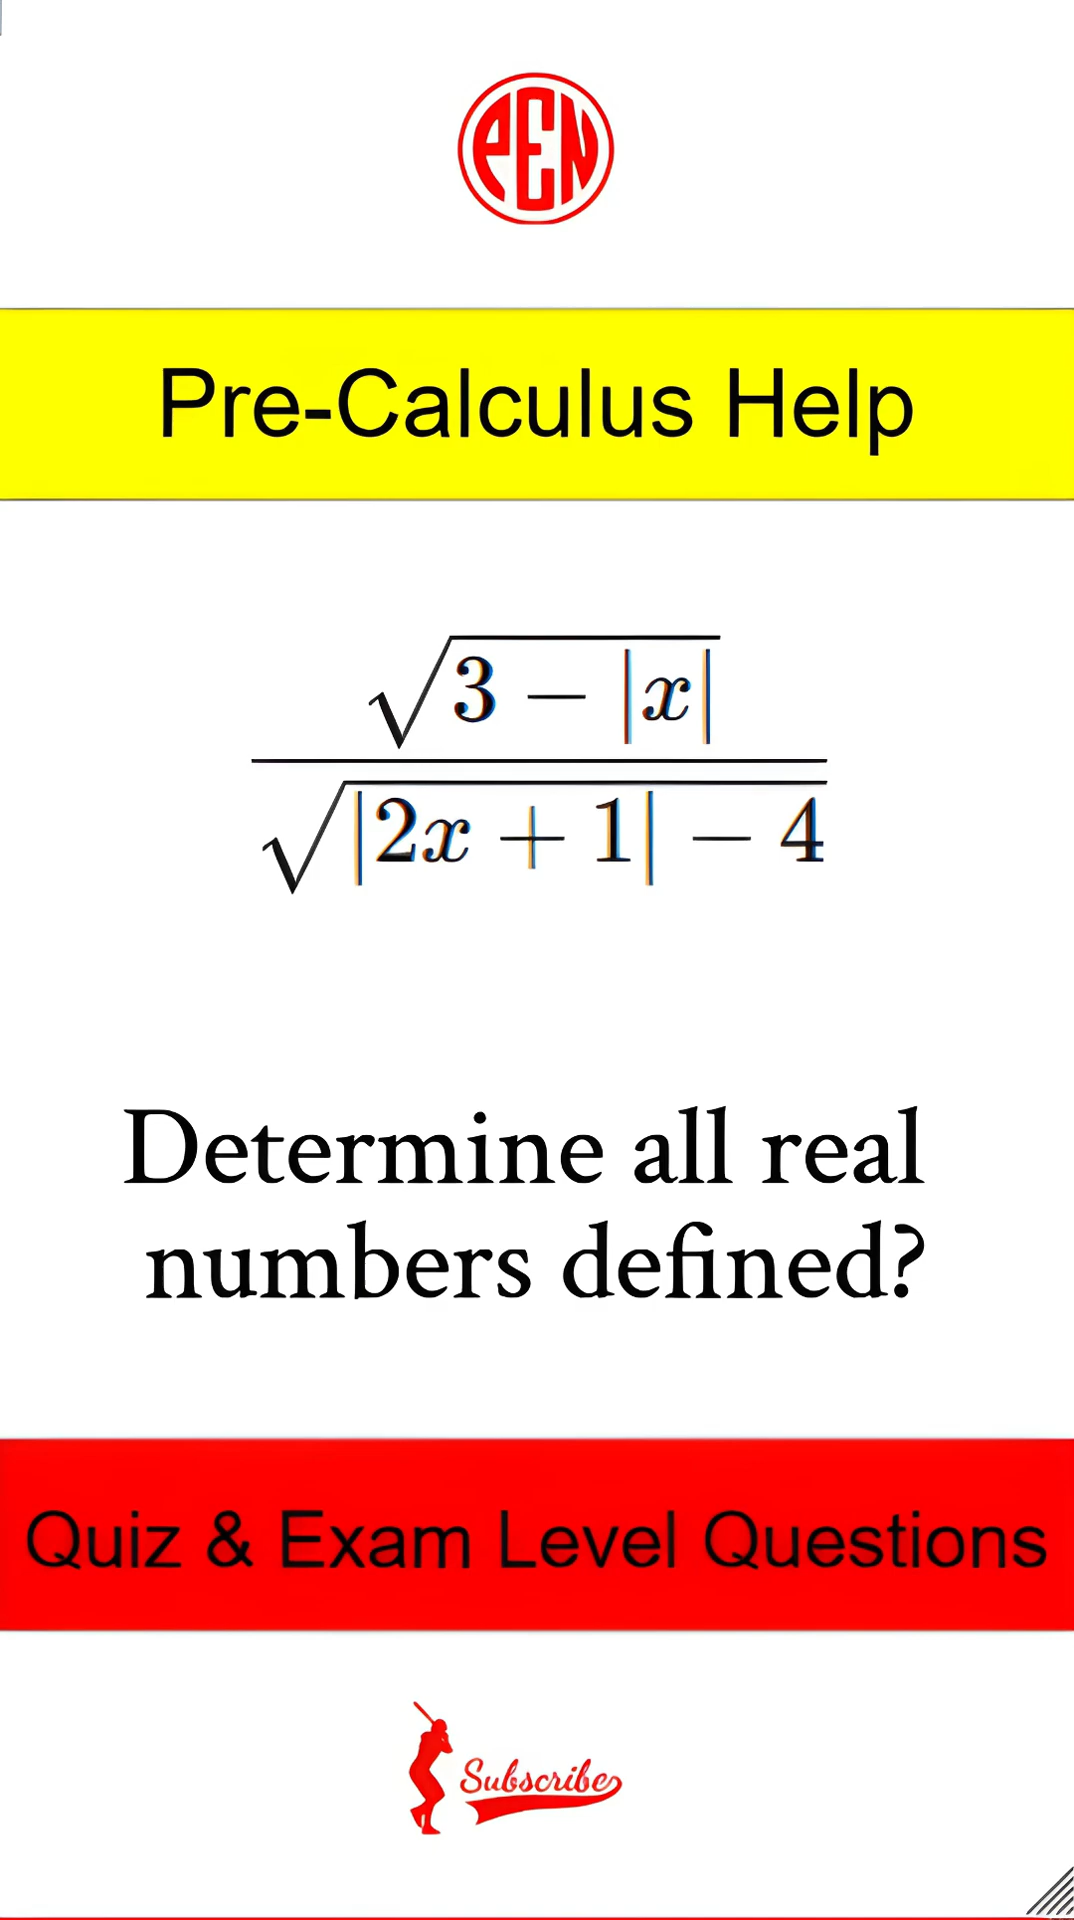 PEN
Pre-Calculus Help
√3 − |x|
√|2x + 1| − 4
Determine all real
numbers defined?
Quiz & Exam Level Questions
Subscribe